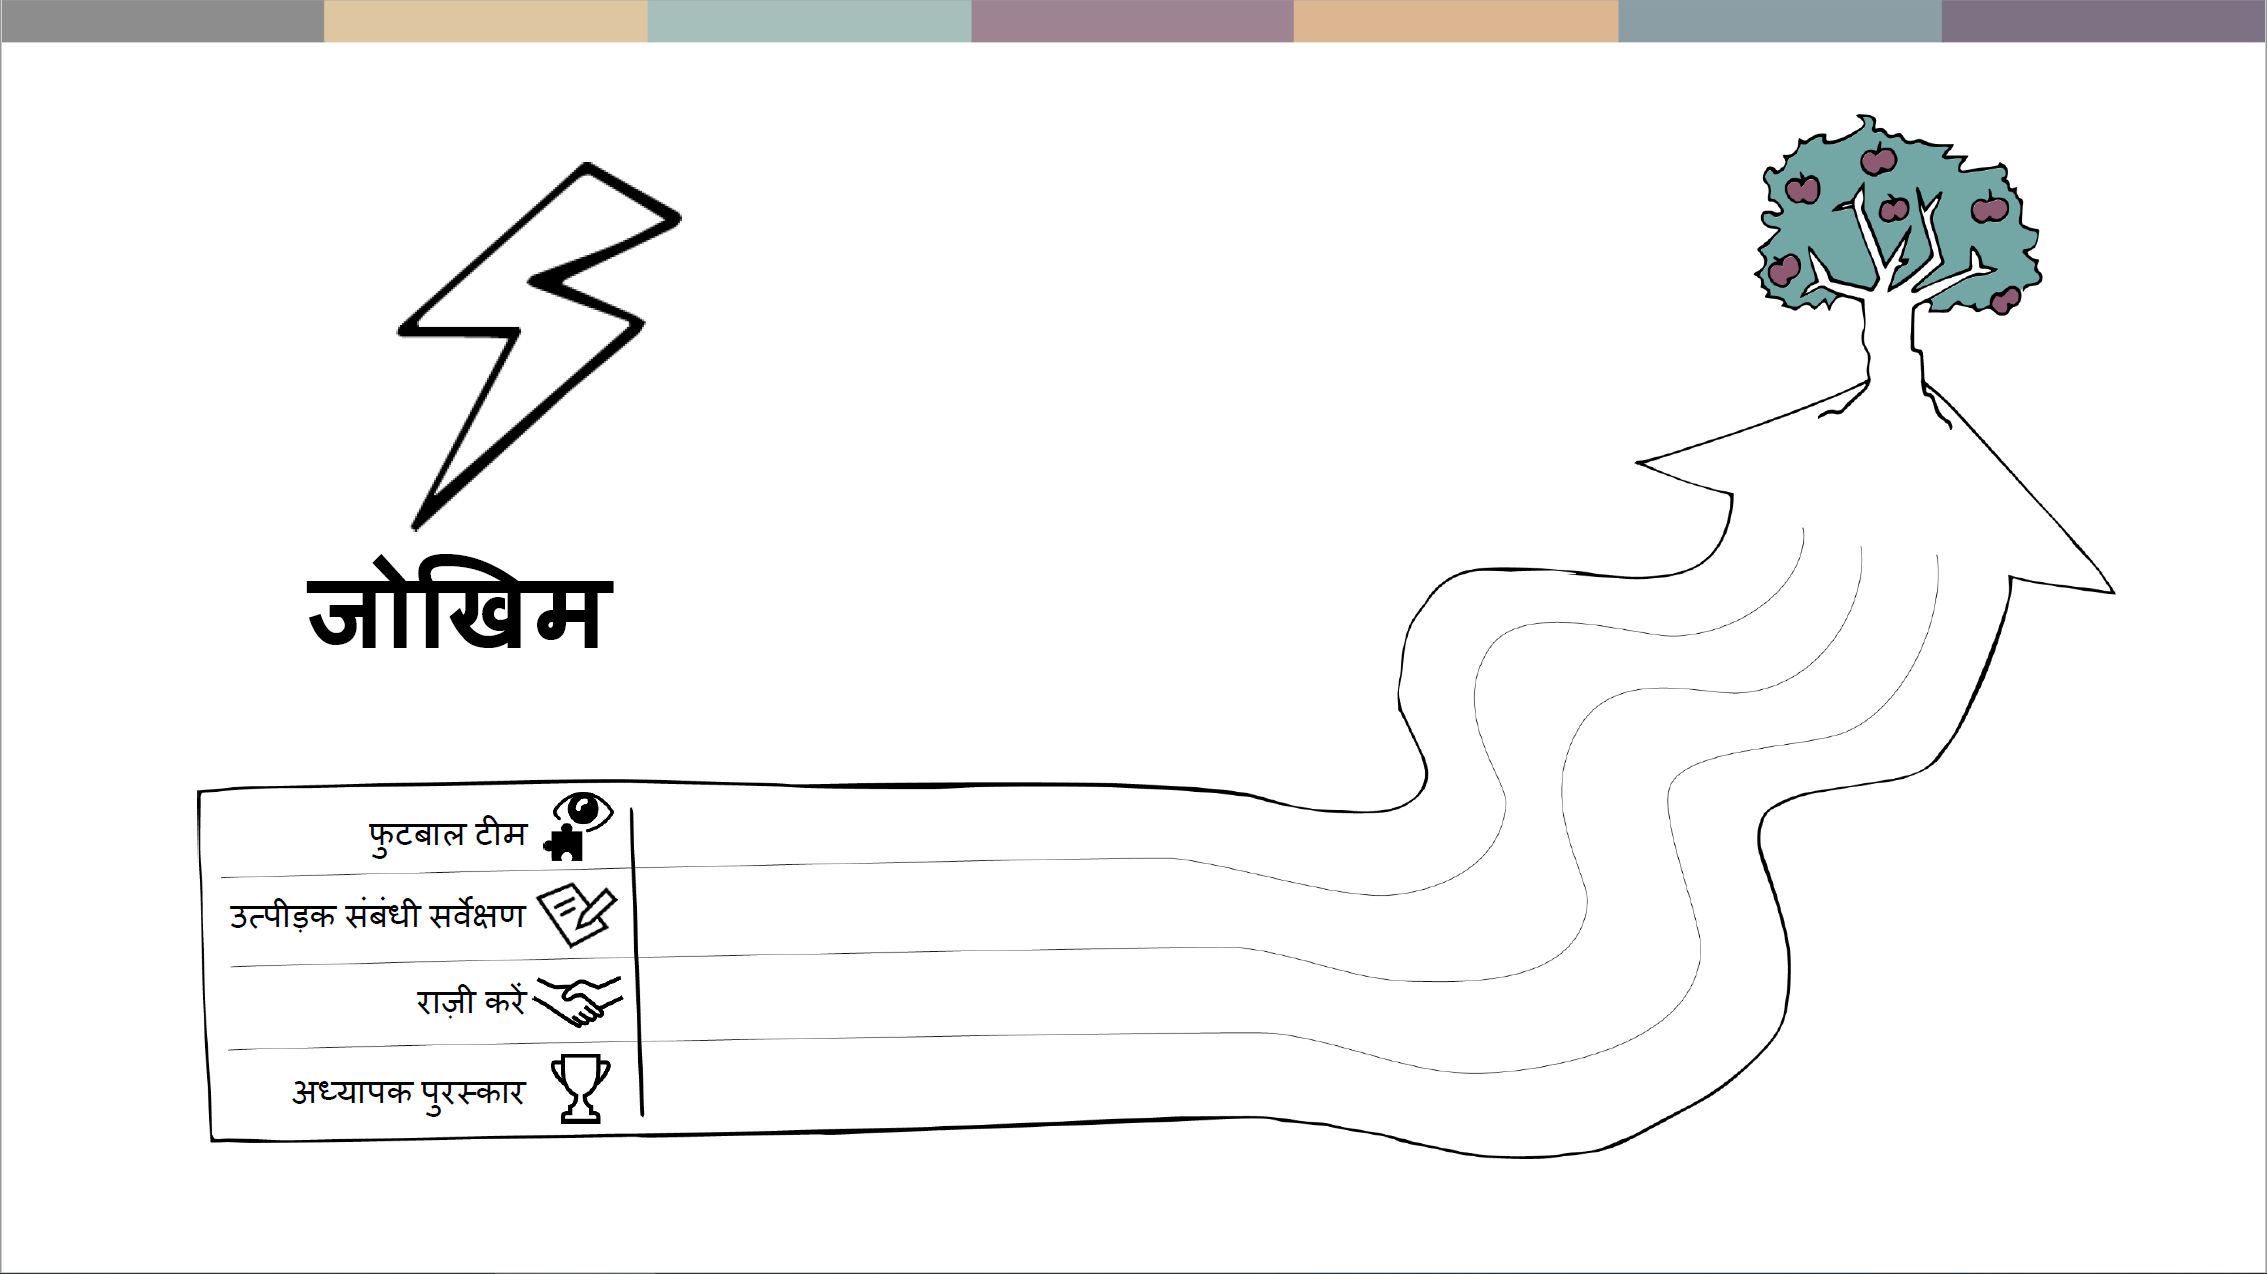 जोखिम
फुटबाल टीम
उत्पीड़क संबंधी सर्वेक्षण
राज़ी करें
अध्यापक पुरस्कार